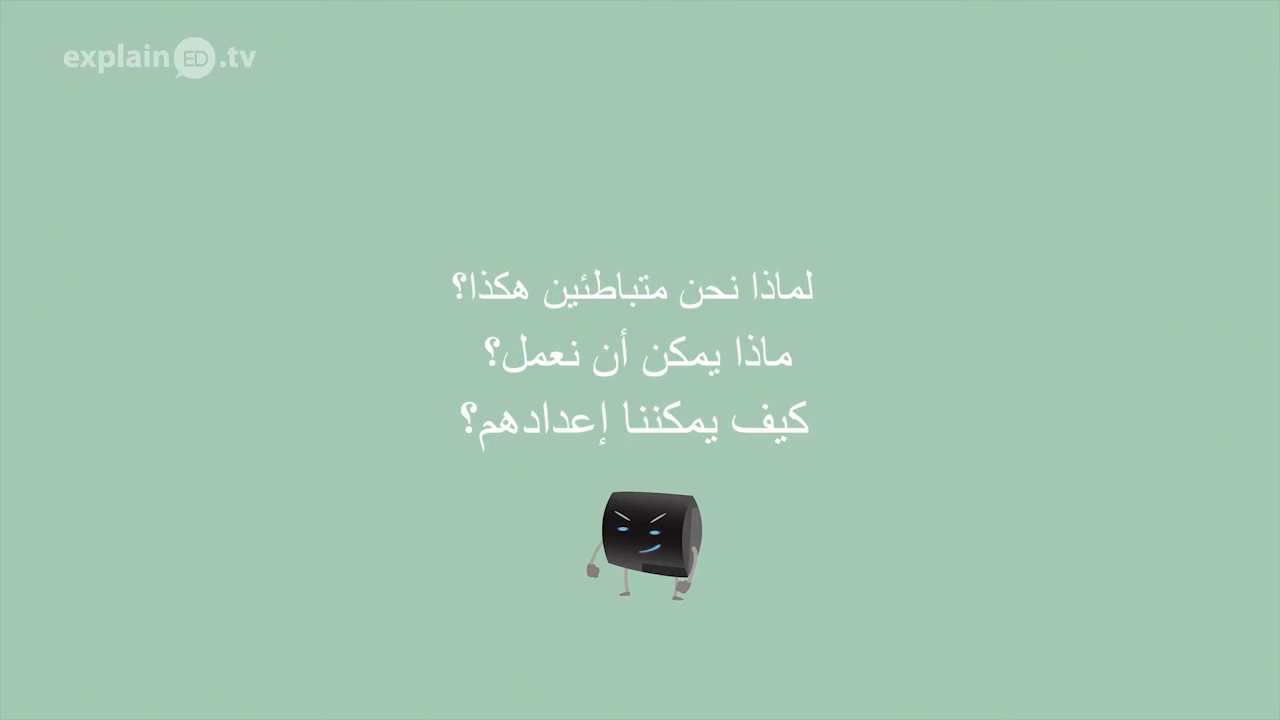 explainED.tv
لماذا نحن متباطئين هكذا؟
ماذا يمكن أن نعمل؟
كيف يمكننا إعدادهم؟